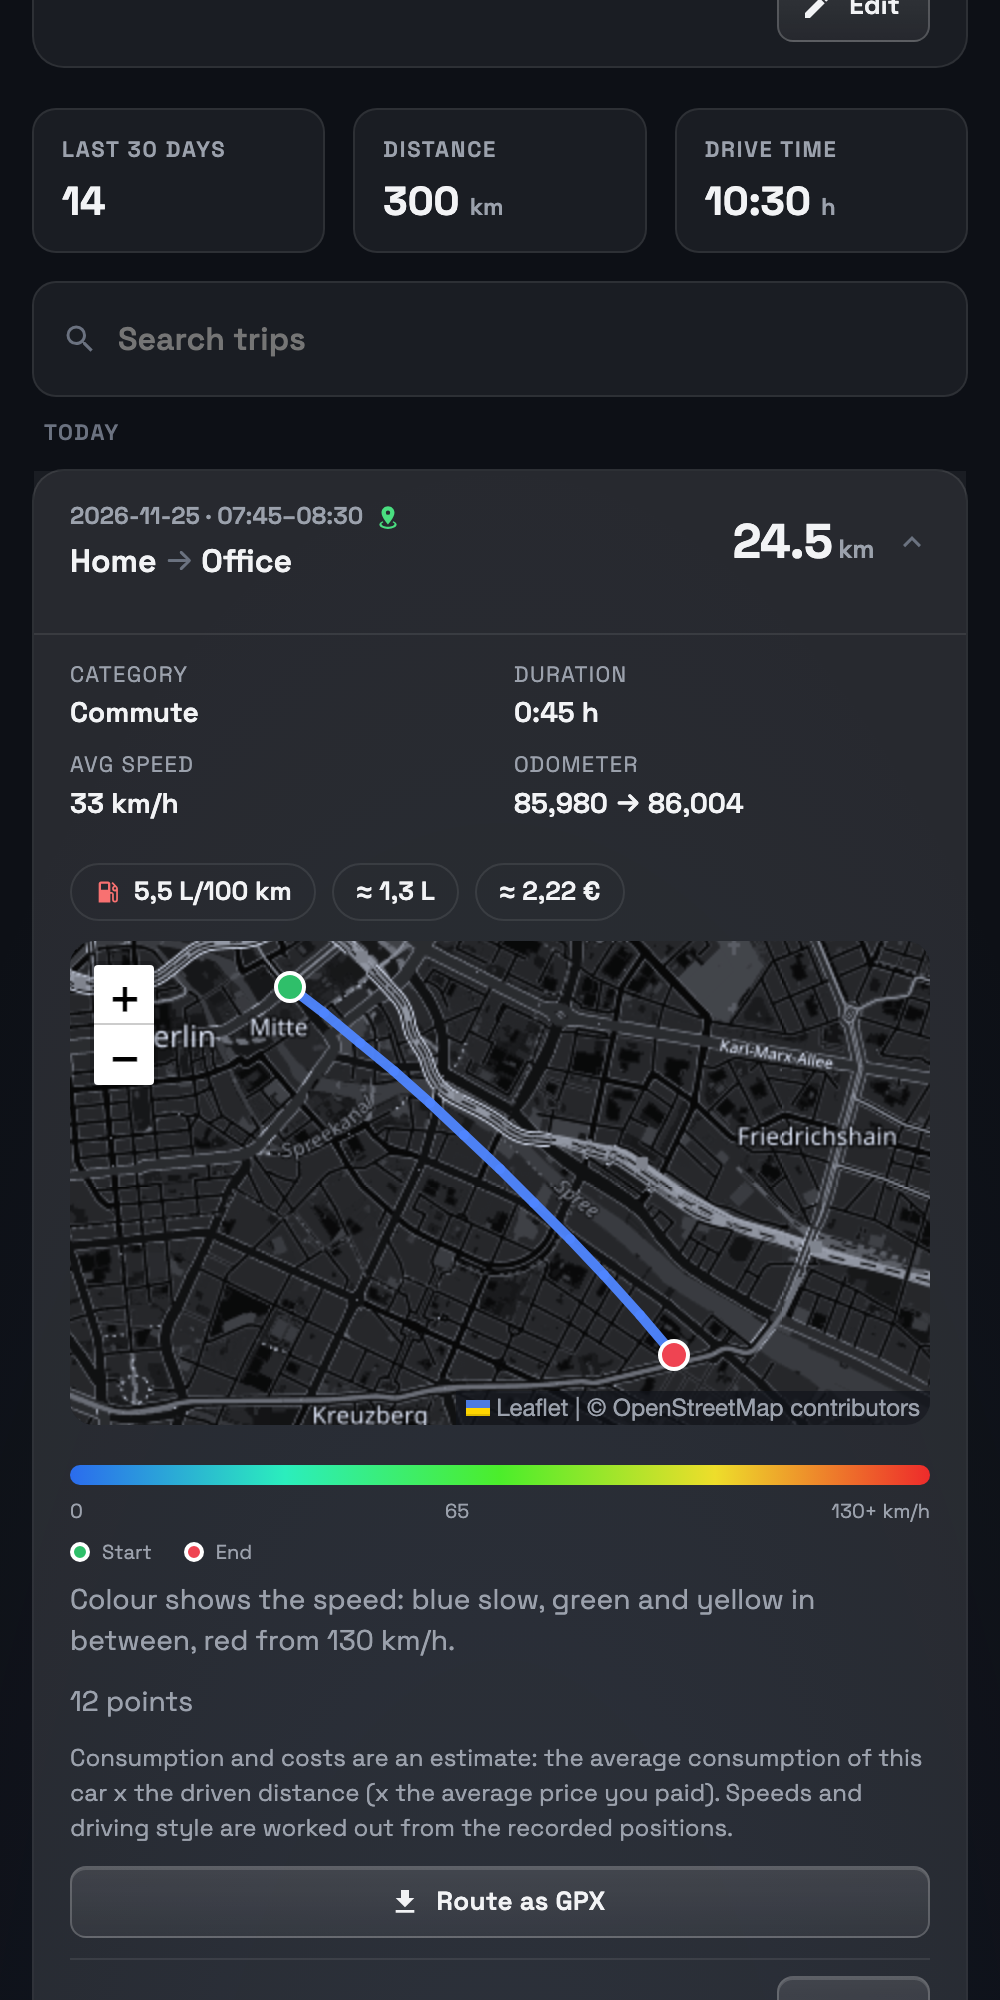 Edit
LAST 30 DAYS
14
DISTANCE
300 km
DRIVE TIME
10:30 h
Search trips
TODAY
2026-11-25 · 07:45–08:30
Home → Office
24.5 km
CATEGORY
Commute
DURATION
0:45 h
AVG SPEED
33 km/h
ODOMETER
85,980 → 86,004
5,5 L/100 km
≈ 1,3 L
≈ 2,22 €
+
−
erlin
Mitte
Karl-Marx-Allee
Spreekanal
Friedrichshain
Spree
Kreuzberg
Leaflet | © OpenStreetMap contributors
0
65
130+ km/h
Start
End
Colour shows the speed: blue slow, green and yellow in
between, red from 130 km/h.
12 points
Consumption and costs are an estimate: the average consumption of this
car x the driven distance (x the average price you paid). Speeds and
driving style are worked out from the recorded positions.
Route as GPX